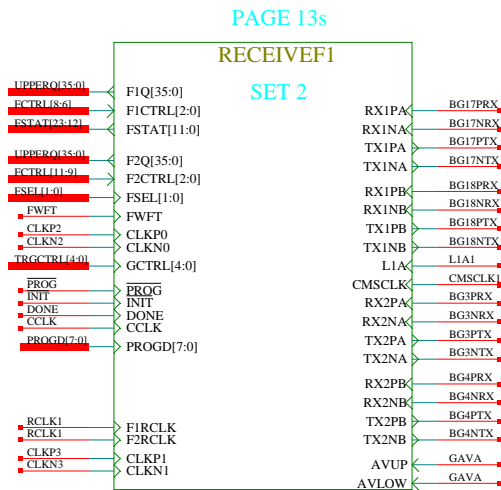 PAGE 13s
RECEIVEF1
SET 2
UPPERQ[35:0] F1Q[35:0]
FCTRL[8:6] F1CTRL[2:0] RX1PA BG17PRX
FSTAT[23:12] FSTAT[11:0] RX1NA BG17NRX
TX1PA BG17PTX
UPPERQ[35:0] F2Q[35:0] TX1NA BG17NTX
FCTRL[11:9] F2CTRL[2:0]
FSEL[1:0] FSEL[1:0] RX1PB BG18PRX
FWFT FWFT RX1NB BG18NRX
CLKP2 CLKP0 TX1PB BG18PTX
CLKN2 CLKN0 TX1NB BG18NTX
TRGCTRL[4:0] GCTRL[4:0] L1A L1A1
PROG PROG CMSCLK CMSCLK1
INIT INIT RX2PA BG3PRX
DONE DONE RX2NA BG3NRX
CCLK CCLK
PROGD[7:0] PROGD[7:0] TX2PA BG3PTX
TX2NA BG3NTX
RX2PB BG4PRX
RX2NB BG4NRX
RCLK1 F1RCLK TX2PB BG4PTX
RCLK1 F2RCLK TX2NB BG4NTX
CLKP3 CLKP1 AVUP GAVA
CLKN3 CLKN1
AVLOW GAVA